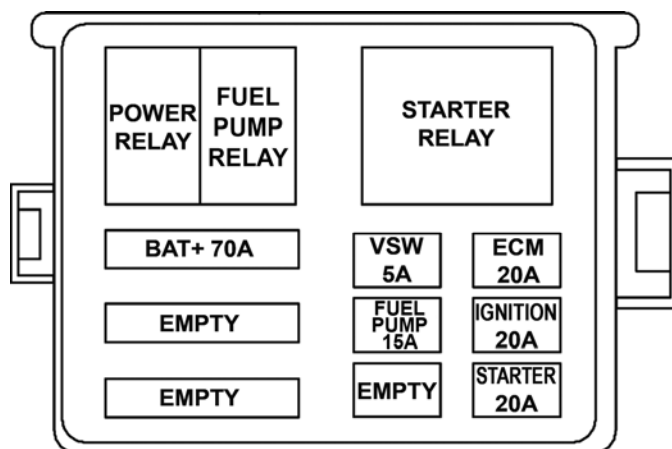 POWER
RELAY
FUEL
PUMP
RELAY
STARTER
RELAY
BAT+ 70A
VSW
5A
ECM
20A
EMPTY
FUEL
PUMP
15A
IGNITION
20A
EMPTY
EMPTY
STARTER
20A